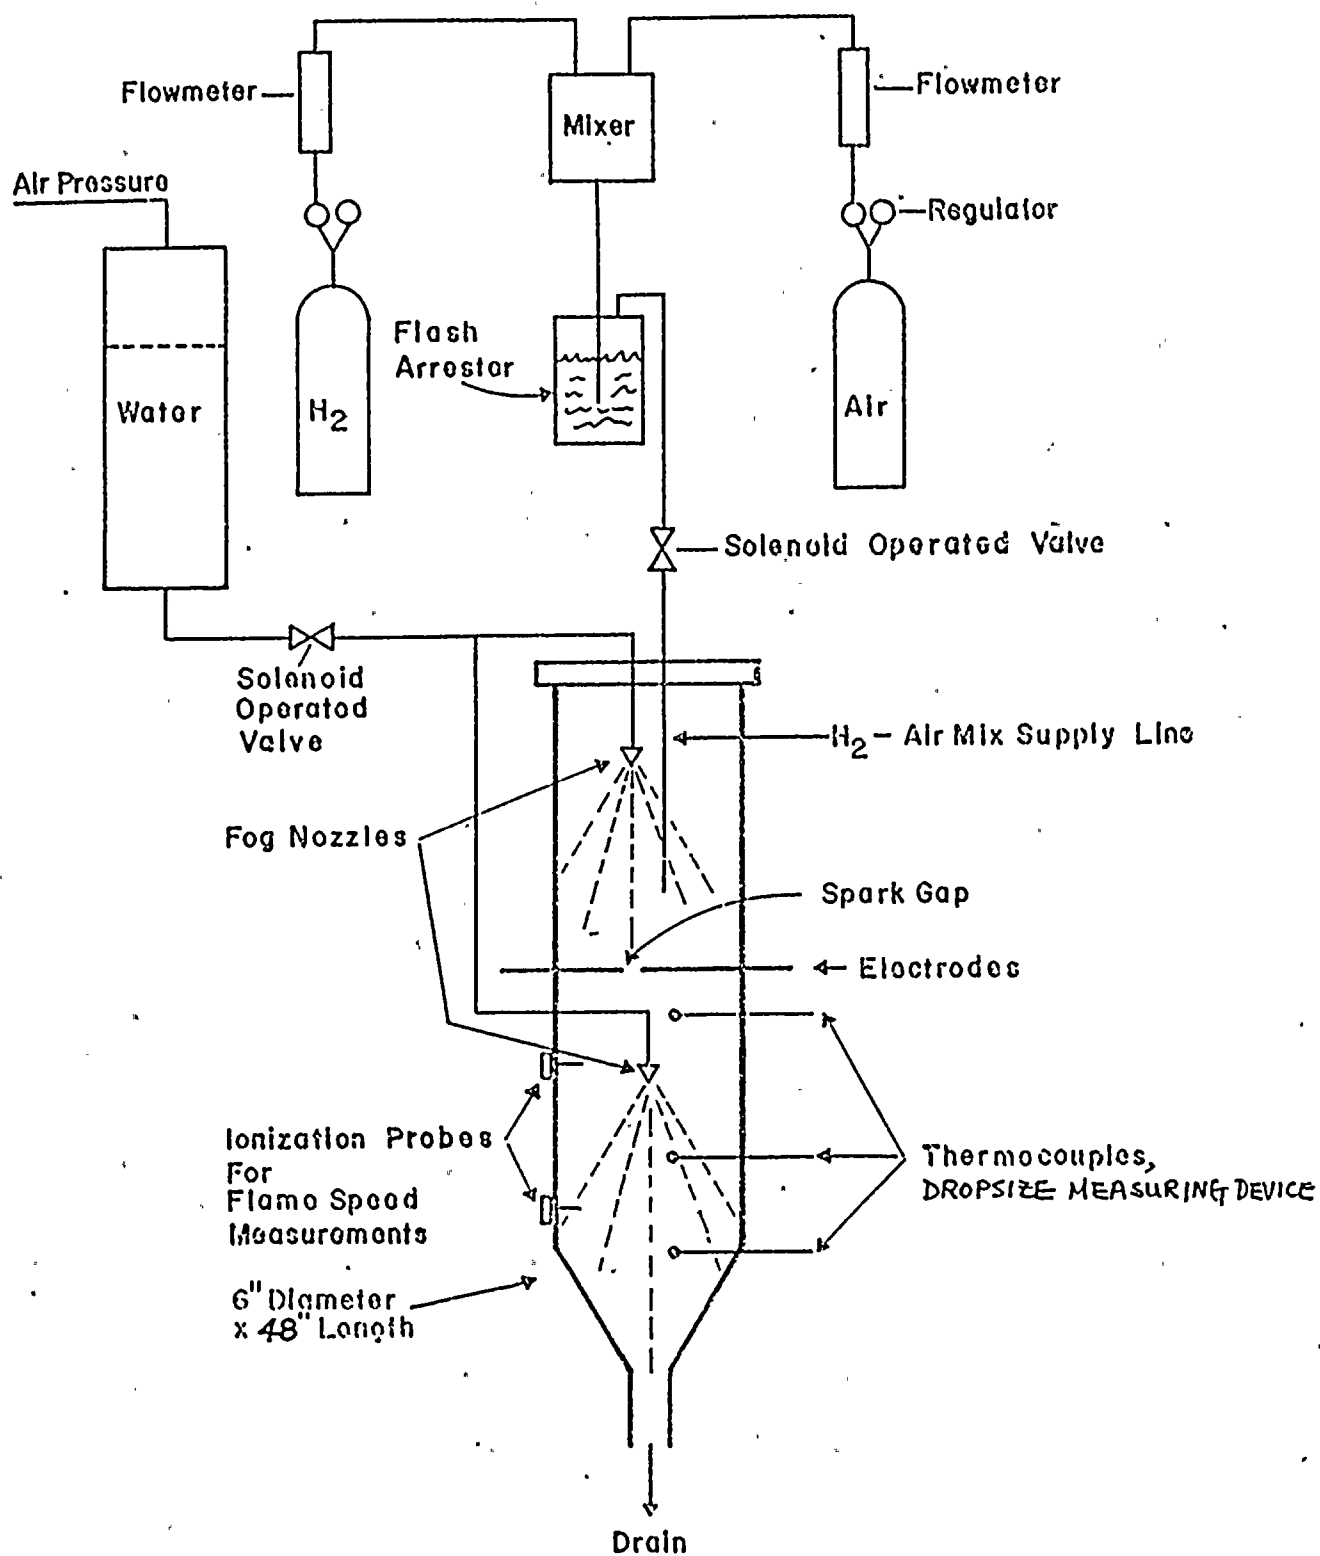 Flowmeter
Flowmeter
Mixer
Air Pressure
Regulator
Flash
Arrestor
Water
H2
Air
Solenoid Operated Valve
Solenoid
Operated
Valve
H2 - Air Mix Supply Line
Fog Nozzles
Spark Gap
Electrodes
Ionization Probes
For
Flame Speed
Measurements
Thermocouples,
DROPSIZE MEASURING DEVICE
6" Diameter
x 48" Length
Drain